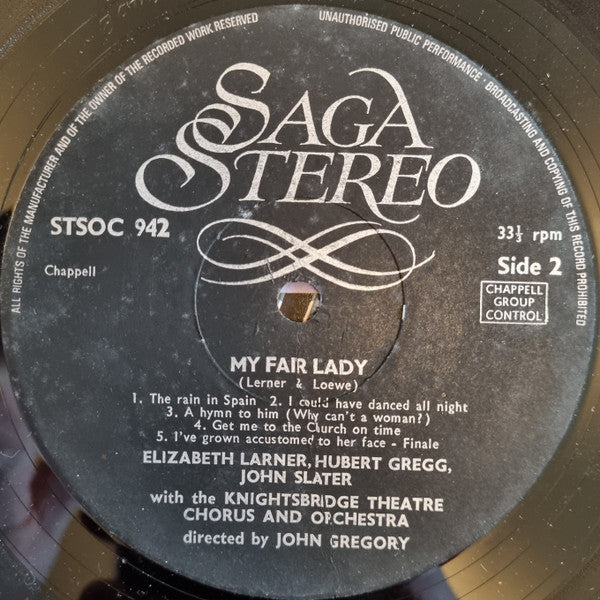 ALL RIGHTS OF THE MANUFACTURER AND OF THE OWNER OF THE RECORDED WORK RESERVED
UNAUTHORISED PUBLIC PERFORMANCE · BROADCASTING AND COPYING OF THIS RECORD PROHIBITED
SAGA
STEREO
STSOC 942
33⅓ rpm
Side 2
Chappell
CHAPPELL
GROUP
CONTROL
MY FAIR LADY
(Lerner & Loewe)
1. The rain in Spain 2. I could have danced all night
3. A hymn to him (Why can't a woman?)
4. Get me to the Church on time
5. I've grown accustomed to her face - Finale
ELIZABETH LARNER, HUBERT GREGG,
JOHN SLATER
with the KNIGHTSBRIDGE THEATRE
CHORUS AND ORCHESTRA
directed by JOHN GREGORY